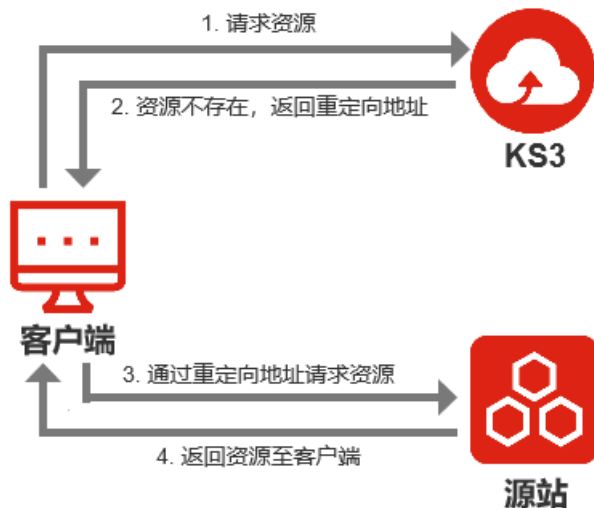 1. 请求资源
2. 资源不存在，返回重定向地址
KS3
客户端
3. 通过重定向地址请求资源
4. 返回资源至客户端
源站